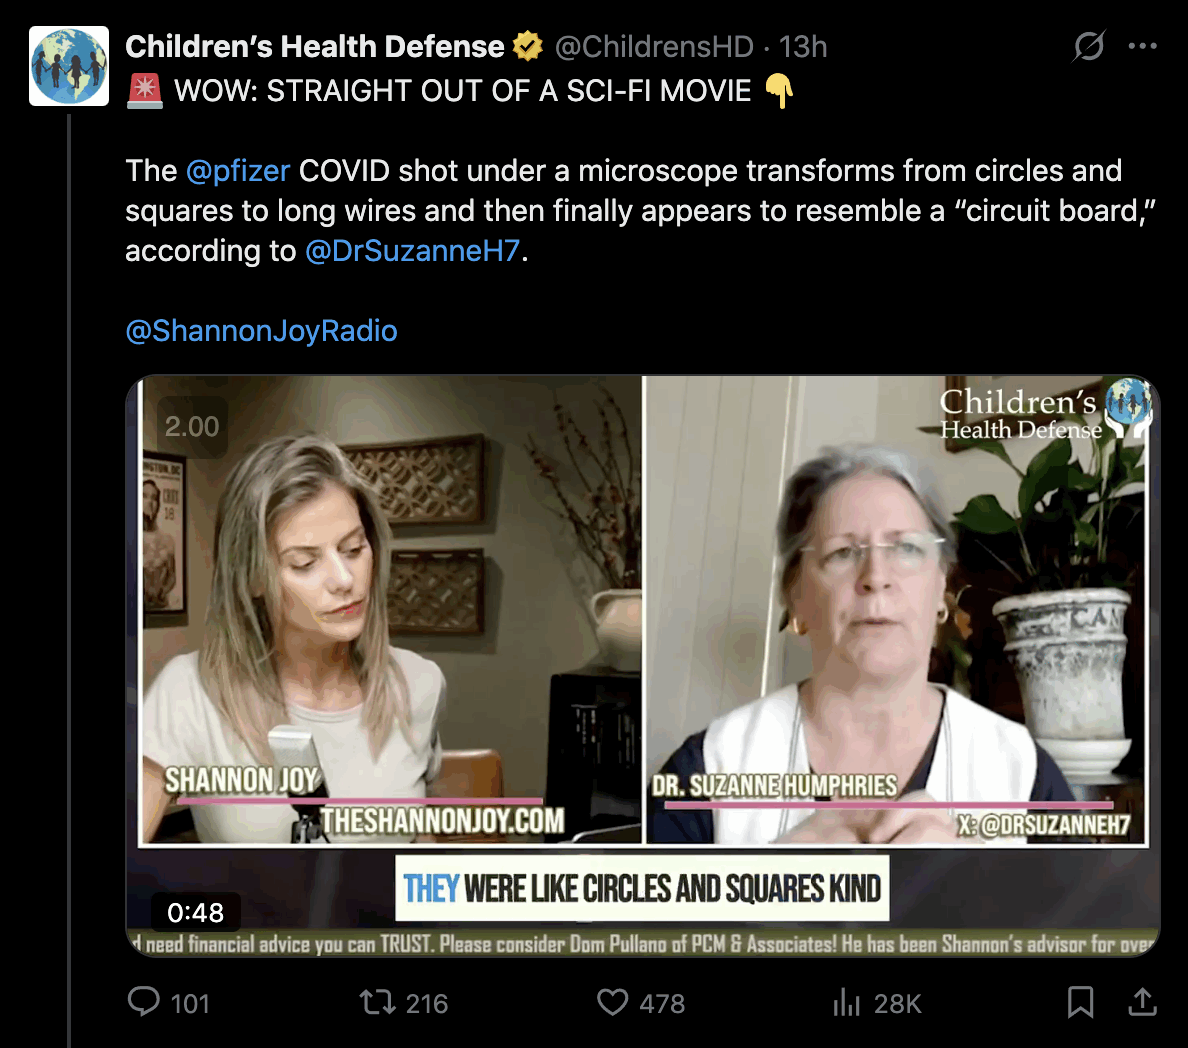 Children's Health Defense @ChildrensHD · 13h
🚨 WOW: STRAIGHT OUT OF A SCI-FI MOVIE 👇
The @pfizer COVID shot under a microscope transforms from circles and
squares to long wires and then finally appears to resemble a “circuit board,”
according to @DrSuzanneH7.
@ShannonJoyRadio
2.00
Children's
Health Defense
SHANNON JOY
THESHANNONJOY.COM
DR. SUZANNE HUMPHRIES
X: @DRSUZANNEH7
THEY WERE LIKE CIRCLES AND SQUARES KIND
0:48
need financial advice you can TRUST. Please consider Dom Pullano of PCM & Associates! He has been Shannon's advisor for over
101 216 478 28K